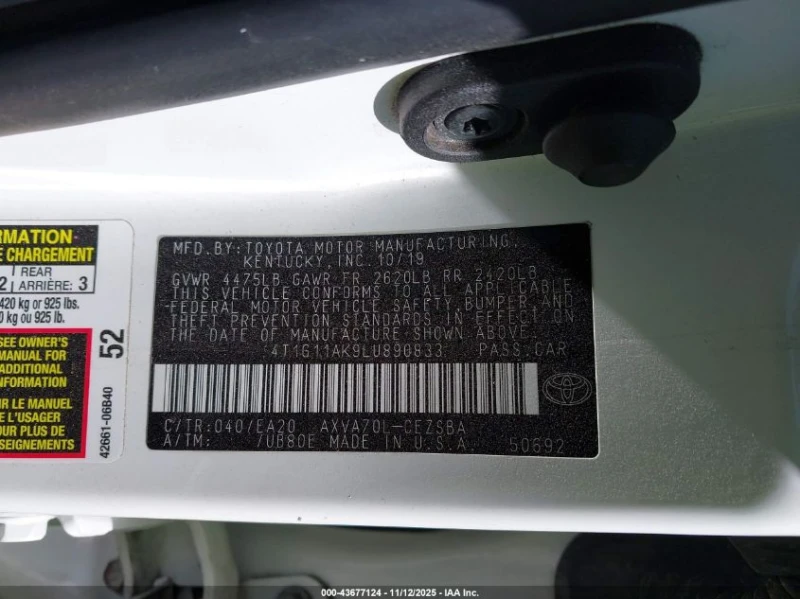 RMATION
E CHARGEMENT
REAR
2 ARRIÈRE: 3
420 kg or 925 lbs.
0 kg ou 925 lb.
SEE OWNER'S
MANUAL FOR
ADDITIONAL
INFORMATION
IR LE MANUEL
L'USAGER
POUR PLUS DE
SEIGNEMENTS
52
42661-06B40
MFD. BY: TOYOTA MOTOR MANUFACTURING,
KENTUCKY, INC. 10/19
GVWR 4475LB GAWR FR 2620LB RR 2420LB
THIS VEHICLE CONFORMS TO ALL APPLICABLE
FEDERAL MOTOR VEHICLE SAFETY, BUMPER AND
THEFT PREVENTION STANDARDS IN EFFECT ON
THE DATE OF MANUFACTURE SHOWN ABOVE.
4T1G11AK9LU890833 PASS. CAR
C/TR: 040/EA20 AXVA70L-CEZSBA
A/TM: 7UB80E MADE IN U.S.A. 50692
000-43677124 - 11/12/2025 - IAA Inc.